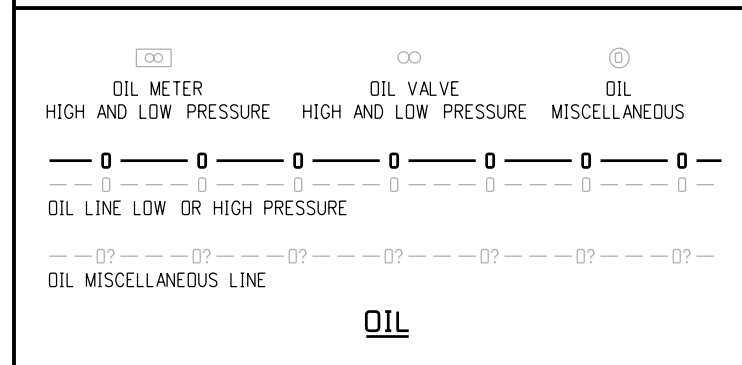 OIL METER
HIGH AND LOW PRESSURE
OIL VALVE
HIGH AND LOW PRESSURE
OIL
MISCELLANEOUS
O O O O O O O
O O O O O O O
OIL LINE LOW OR HIGH PRESSURE
O? O? O? O? O? O? O?
OIL MISCELLANEOUS LINE
OIL